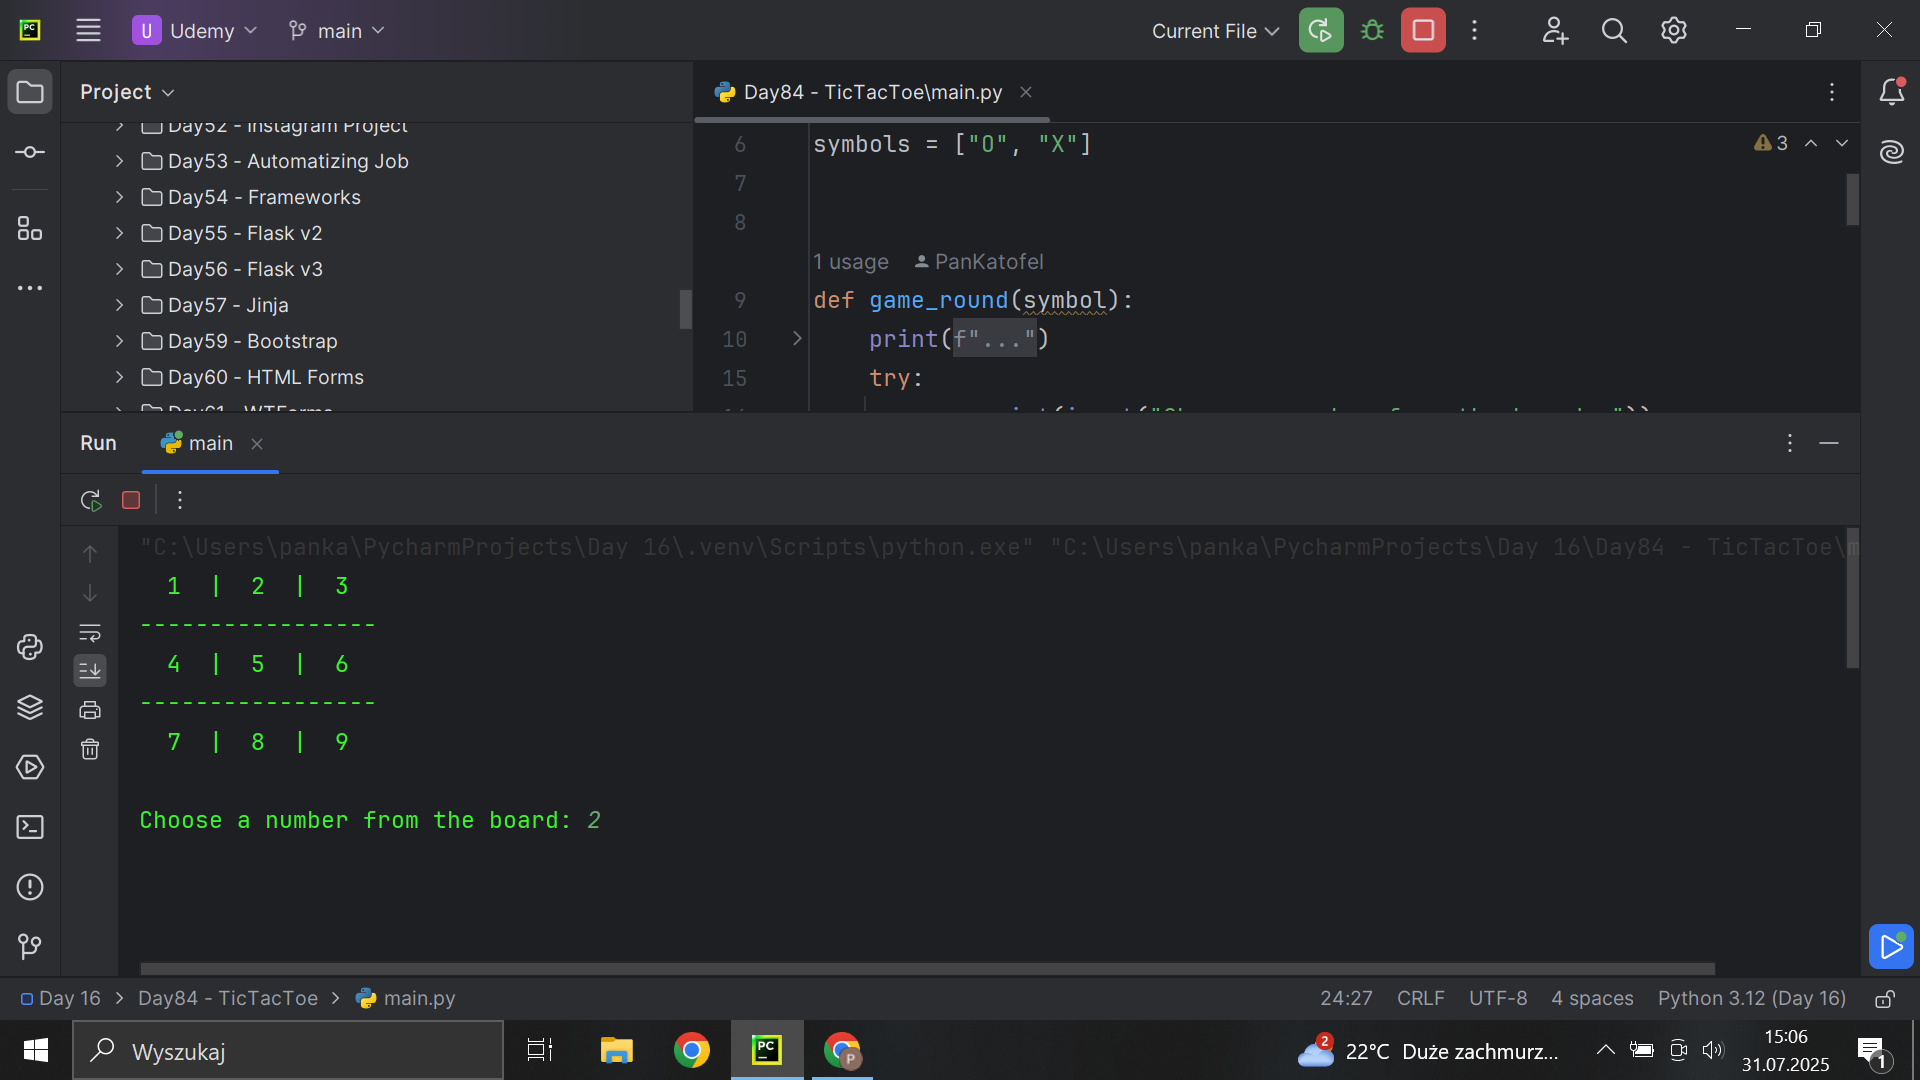 U Udemy main
Current File
Project
Day52 - Instagram Project
Day53 - Automatizing Job
Day54 - Frameworks
Day55 - Flask v2
Day56 - Flask v3
Day57 - Jinja
Day59 - Bootstrap
Day60 - HTML Forms
Day61 - WTForms
Day84 - TicTacToe\main.py
6 symbols = ["O", "X"]
3
7
8
1 usage PanKatofel
9 def game_round(symbol):
10 print(f"...")
15 try:
Run main
"C:\Users\panka\PycharmProjects\Day 16\.venv\Scripts\python.exe" "C:\Users\panka\PycharmProjects\Day 16\Day84 - TicTacToe\m
1 | 2 | 3
-----------------
4 | 5 | 6
-----------------
7 | 8 | 9
Choose a number from the board: 2
Day 16 > Day84 - TicTacToe > main.py
24:27 CRLF UTF-8 4 spaces Python 3.12 (Day 16)
Wyszukaj
PC
P
2
22°C Duże zachmurz...
15:06
31.07.2025
1